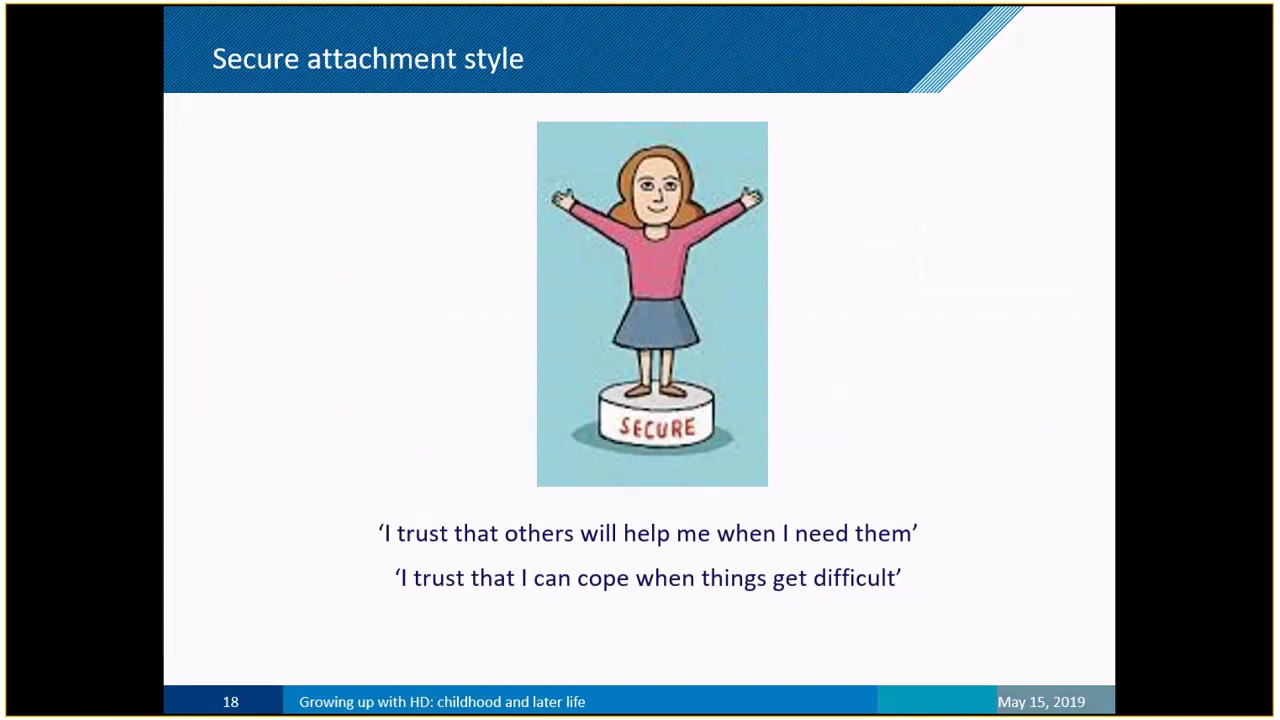 Secure attachment style
SECURE
‘I trust that others will help me when I need them’
‘I trust that I can cope when things get difficult’
18
Growing up with HD: childhood and later life
May 15, 2019